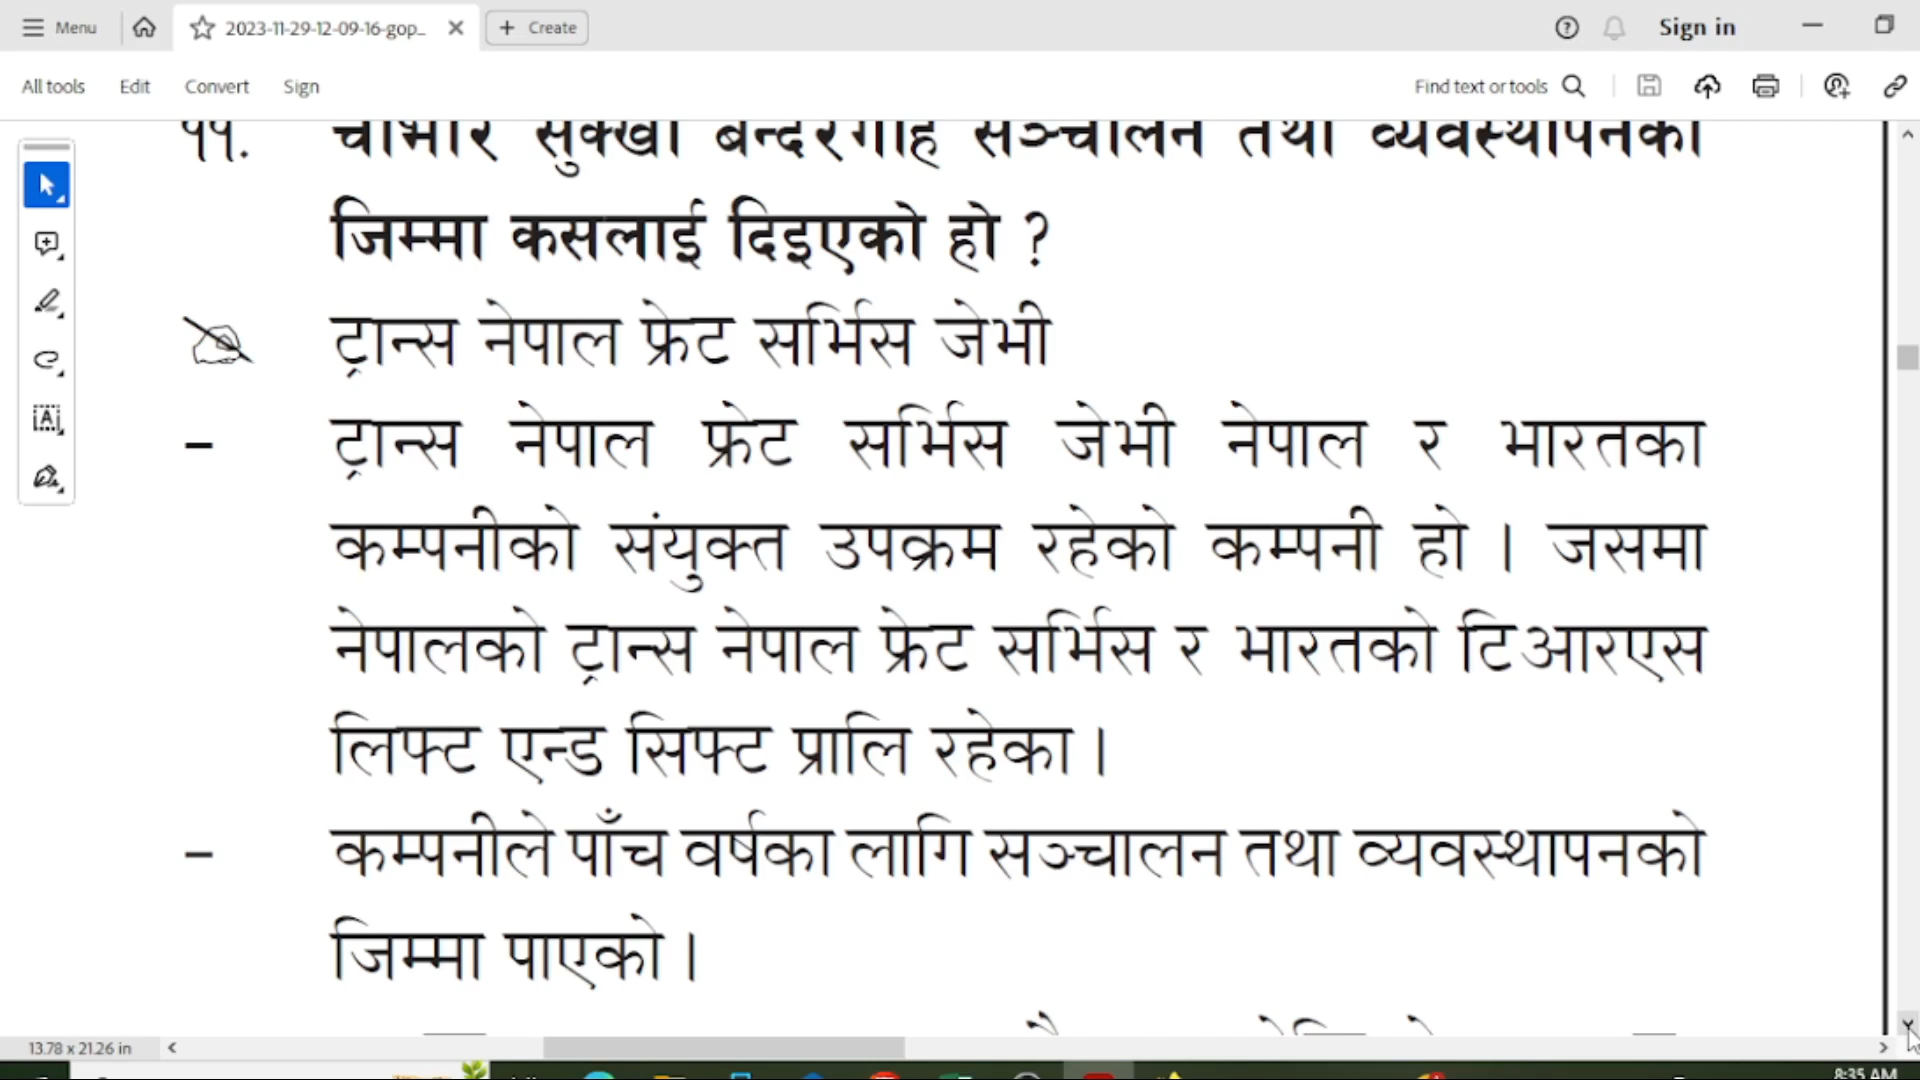 Menu 2023-11-29-12-09-16-gop... Create Sign in
All tools Edit Convert Sign Find text or tools
११. चोभार सुक्खा बन्दरगाह सञ्चालन तथा व्यवस्थापनको
जिम्मा कसलाई दिइएको हो ?
ट्रान्स नेपाल फ्रेट सर्भिस जेभी
– ट्रान्स नेपाल फ्रेट सर्भिस जेभी नेपाल र भारतका
कम्पनीको संयुक्त उपक्रम रहेको कम्पनी हो । जसमा
नेपालको ट्रान्स नेपाल फ्रेट सर्भिस र भारतको टिआरएस
लिफ्ट एन्ड सिफ्ट प्रालि रहेका ।
– कम्पनीले पाँच वर्षका लागि सञ्चालन तथा व्यवस्थापनको
जिम्मा पाएको ।
13.78 x 21.26 in
8:35 AM